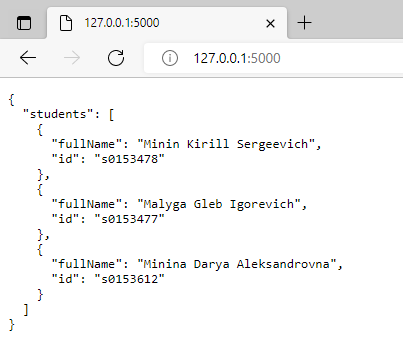 127.0.0.1:5000
127.0.0.1:5000
{
  "students": [
    {
      "fullName": "Minin Kirill Sergeevich",
      "id": "s0153478"
    },
    {
      "fullName": "Malyga Gleb Igorevich",
      "id": "s0153477"
    },
    {
      "fullName": "Minina Darya Aleksandrovna",
      "id": "s0153612"
    }
  ]
}